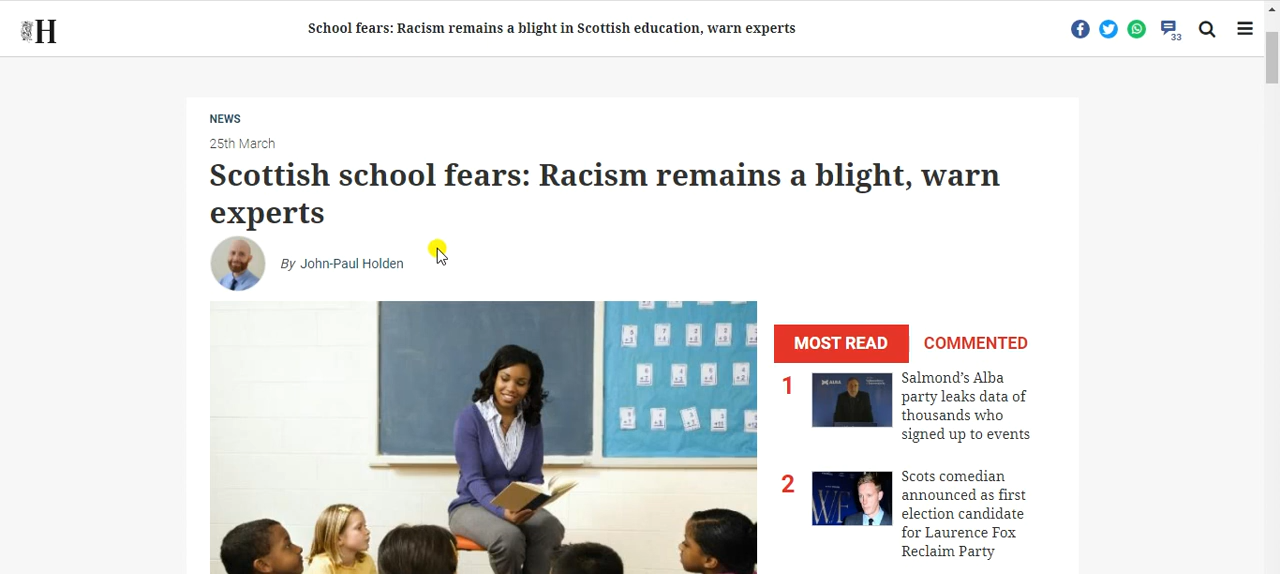 H
School fears: Racism remains a blight in Scottish education, warn experts
33
NEWS
25th March
Scottish school fears: Racism remains a blight, warn
experts
By John-Paul Holden
MOST READ
COMMENTED
1
Salmond’s Alba
party leaks data of
thousands who
signed up to events
2
Scots comedian
announced as first
election candidate
for Laurence Fox
Reclaim Party